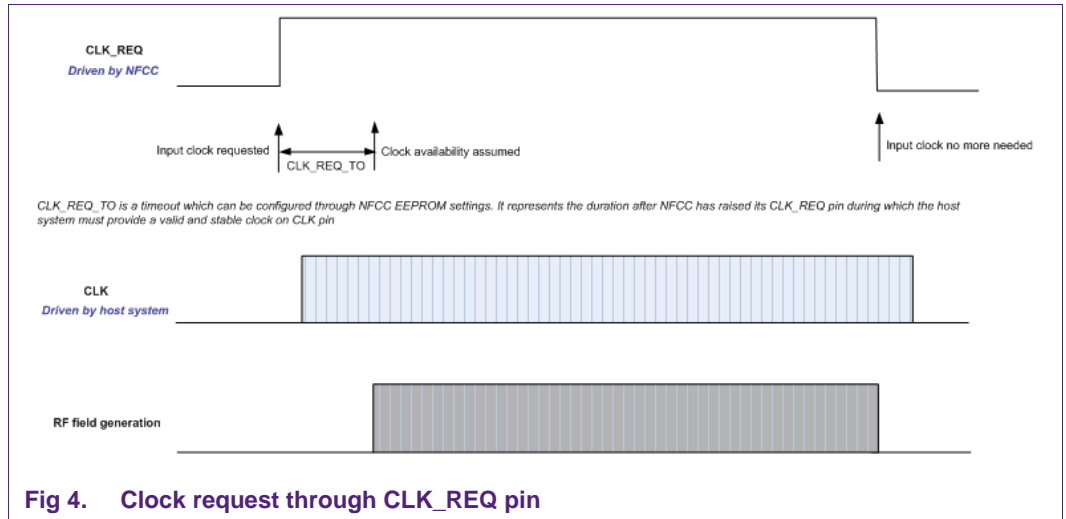 CLK_REQ
Driven by NFCC
Input clock requested
CLK_REQ_TO
Clock availability assumed
Input clock no more needed
CLK_REQ_TO is a timeout which can be configured through NFCC EEPROM settings. It represents the duration after NFCC has raised its CLK_REQ pin during which the host
system must provide a valid and stable clock on CLK pin
CLK
Driven by host system
RF field generation
Fig 4. Clock request through CLK_REQ pin